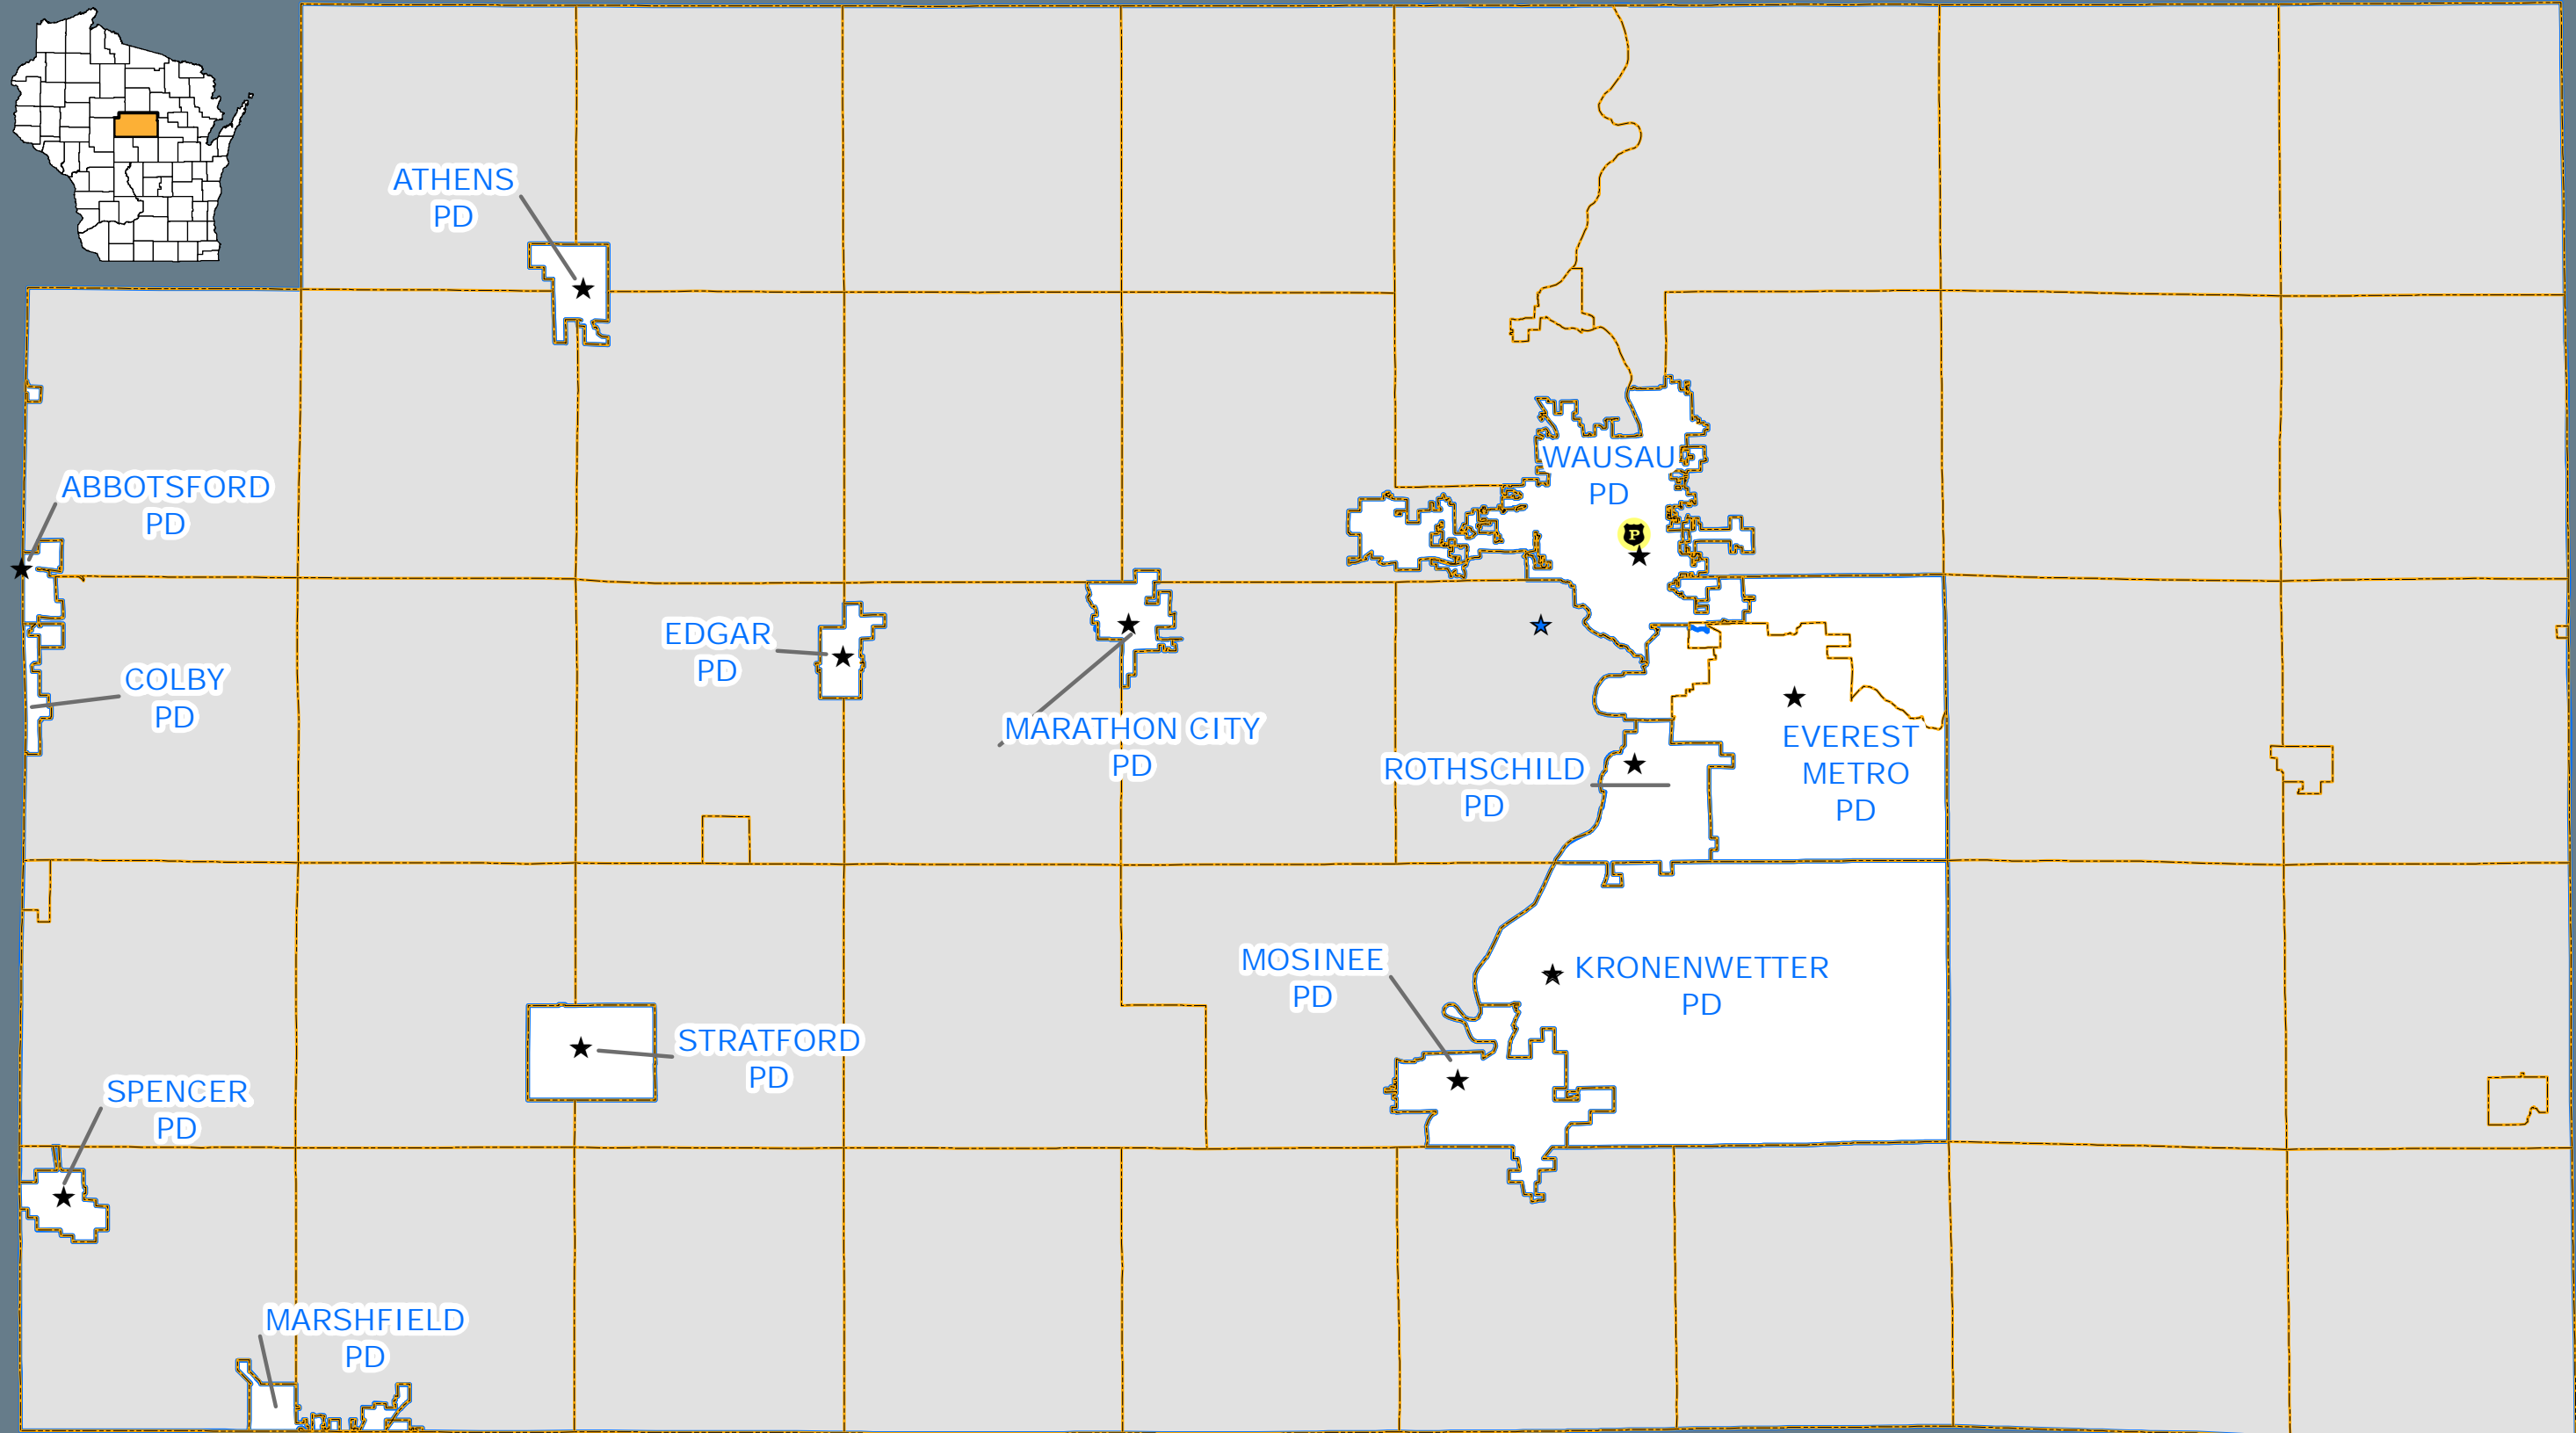 ATHENS
PD
ABBOTSFORD
PD
WAUSAU
PD
P
EDGAR
PD
COLBY
PD
MARATHON CITY
PD
ROTHSCHILD
PD
EVEREST
METRO
PD
MOSINEE
PD
KRONENWETTER
PD
STRATFORD
PD
SPENCER
PD
MARSHFIELD
PD